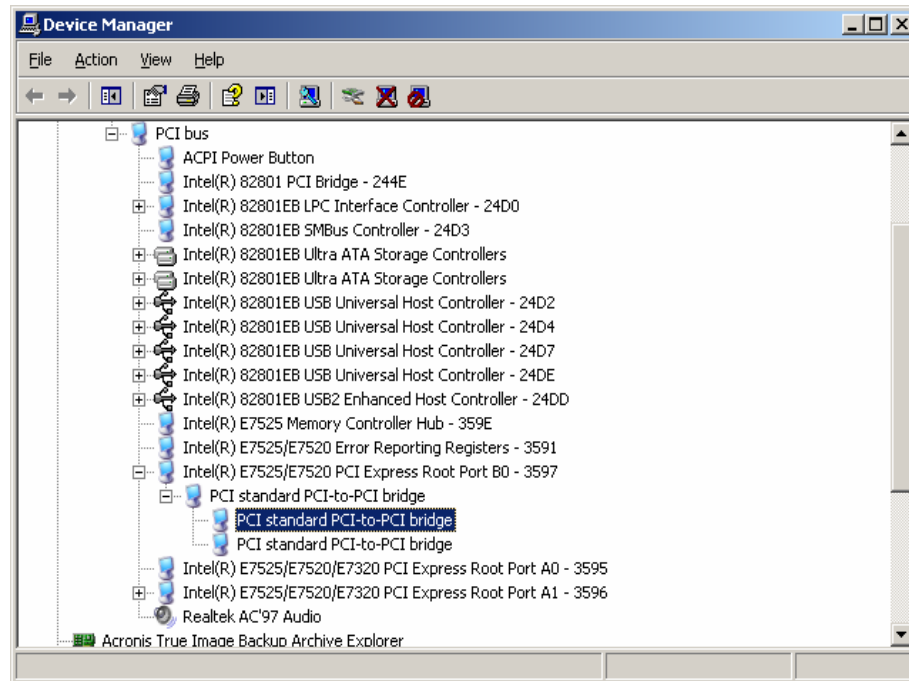 Device Manager
File Action View Help
PCI bus
ACPI Power Button
Intel(R) 82801 PCI Bridge - 244E
Intel(R) 82801EB LPC Interface Controller - 24D0
Intel(R) 82801EB SMBus Controller - 24D3
Intel(R) 82801EB Ultra ATA Storage Controllers
Intel(R) 82801EB Ultra ATA Storage Controllers
Intel(R) 82801EB USB Universal Host Controller - 24D2
Intel(R) 82801EB USB Universal Host Controller - 24D4
Intel(R) 82801EB USB Universal Host Controller - 24D7
Intel(R) 82801EB USB Universal Host Controller - 24DE
Intel(R) 82801EB USB2 Enhanced Host Controller - 24DD
Intel(R) E7525 Memory Controller Hub - 359E
Intel(R) E7525/E7520 Error Reporting Registers - 3591
Intel(R) E7525/E7520 PCI Express Root Port B0 - 3597
PCI standard PCI-to-PCI bridge
PCI standard PCI-to-PCI bridge
PCI standard PCI-to-PCI bridge
Intel(R) E7525/E7520/E7320 PCI Express Root Port A0 - 3595
Intel(R) E7525/E7520/E7320 PCI Express Root Port A1 - 3596
Realtek AC'97 Audio
Acronis True Image Backup Archive Explorer